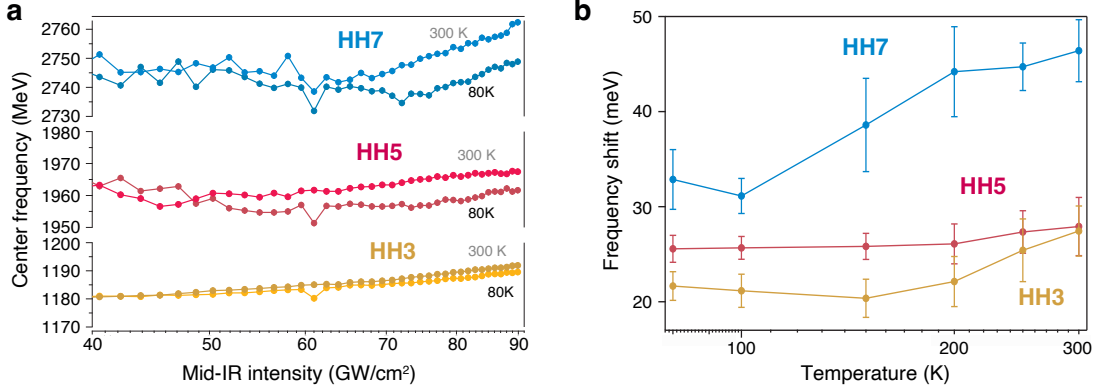 a
Center frequency (MeV)
2760
2750
2740
2730
1980
1970
1960
1950
1200
1190
1180
1170
HH7
300 K
80K
HH5
300 K
80K
HH3
300 K
80K
40
50
60
70
80
90
Mid-IR intensity (GW/cm²)
b
Frequency shift (meV)
50
40
30
20
HH7
HH5
HH3
100
200
300
Temperature (K)